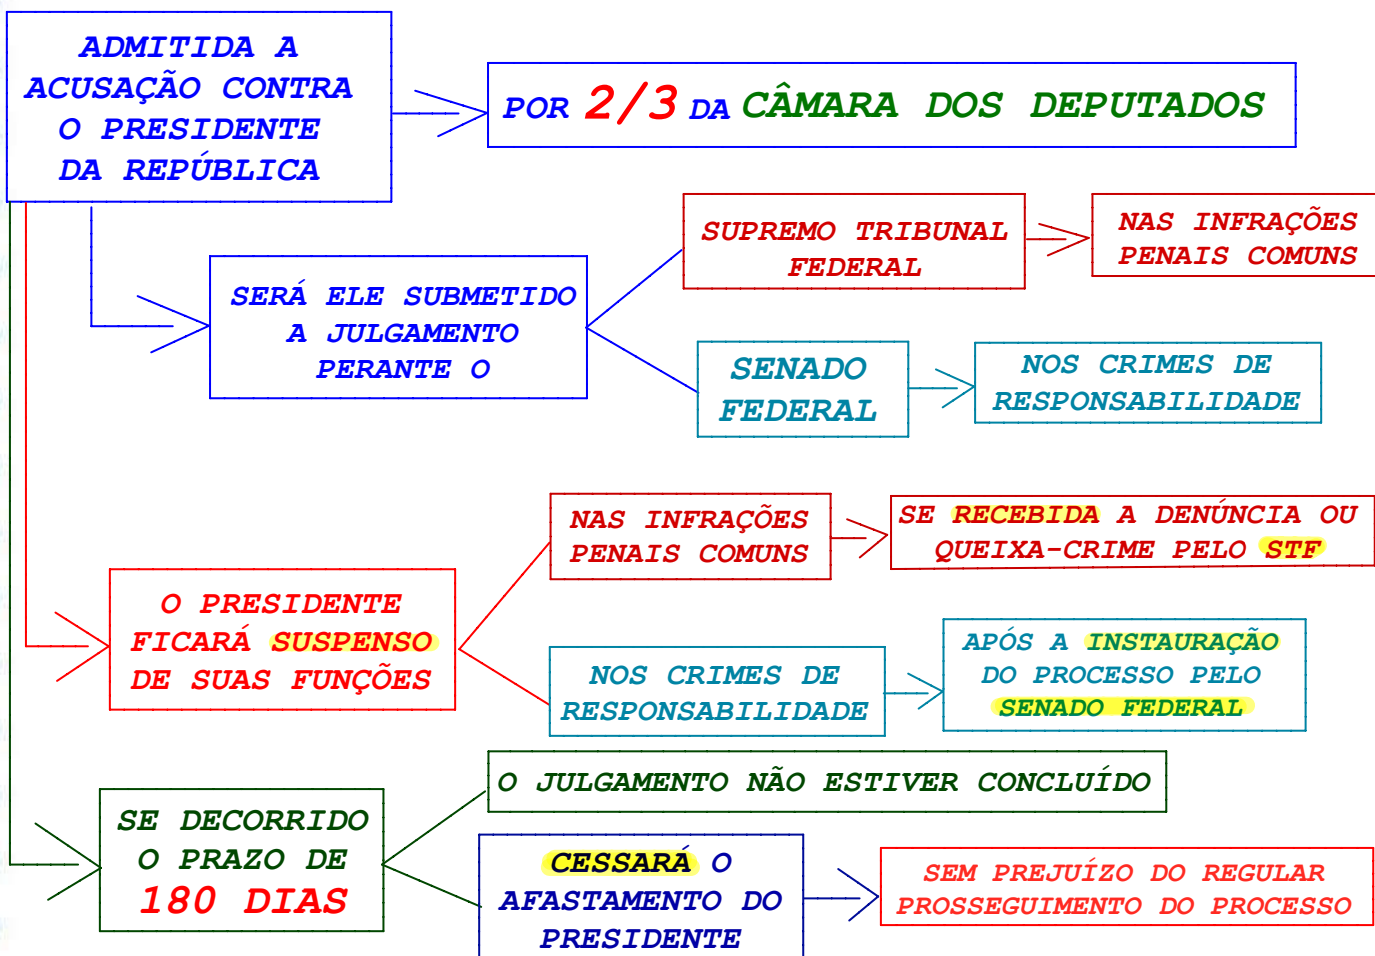 ADMITIDA A
ACUSAÇÃO CONTRA
O PRESIDENTE
DA REPÚBLICA
POR 2/3 DA CÂMARA DOS DEPUTADOS
SERÁ ELE SUBMETIDO
A JULGAMENTO
PERANTE O
SUPREMO TRIBUNAL
FEDERAL
NAS INFRAÇÕES
PENAIS COMUNS
SENADO
FEDERAL
NOS CRIMES DE
RESPONSABILIDADE
O PRESIDENTE
FICARÁ SUSPENSO
DE SUAS FUNÇÕES
NAS INFRAÇÕES
PENAIS COMUNS
SE RECEBIDA A DENÚNCIA OU
QUEIXA-CRIME PELO STF
NOS CRIMES DE
RESPONSABILIDADE
APÓS A INSTAURAÇÃO
DO PROCESSO PELO
SENADO FEDERAL
SE DECORRIDO
O PRAZO DE
180 DIAS
O JULGAMENTO NÃO ESTIVER CONCLUÍDO
CESSARÁ O
AFASTAMENTO DO
PRESIDENTE
SEM PREJUÍZO DO REGULAR
PROSSEGUIMENTO DO PROCESSO